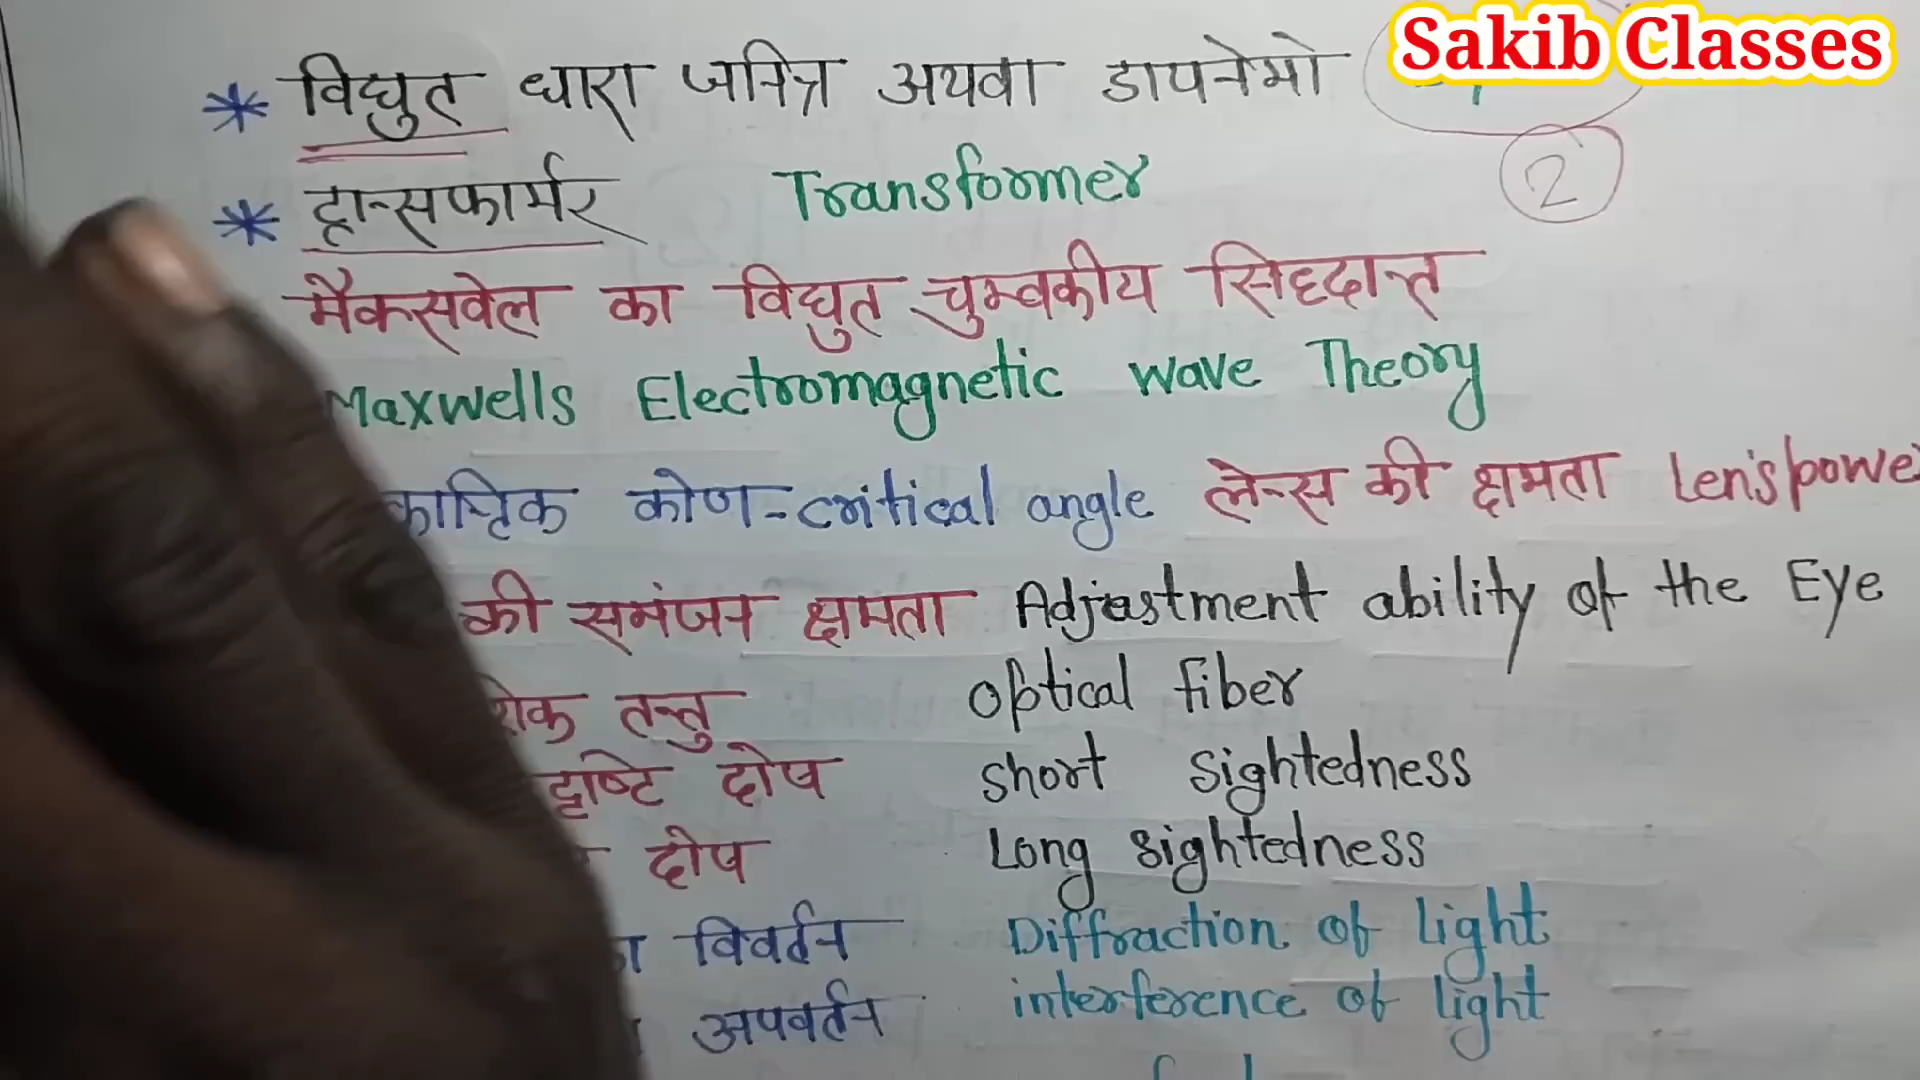 Sakib Classes
* विद्युत धारा जनित्र अथवा डायनेमो
2
* ट्रान्सफार्मर Transformer
मैक्सवेल का विद्युत चुम्बकीय सिद्दान्त
Maxwells Electromagnetic wave Theory
क्रान्तिक कोण-critical angle लेन्स की क्षमता Len's powe
की समंजन क्षमता Adjestment ability of the Eye
तन्तु optical fiber
दृष्टि दोष short sightedness
दोष Long sightedness
विवर्तन Diffraction of light
अपवर्तन interference of light